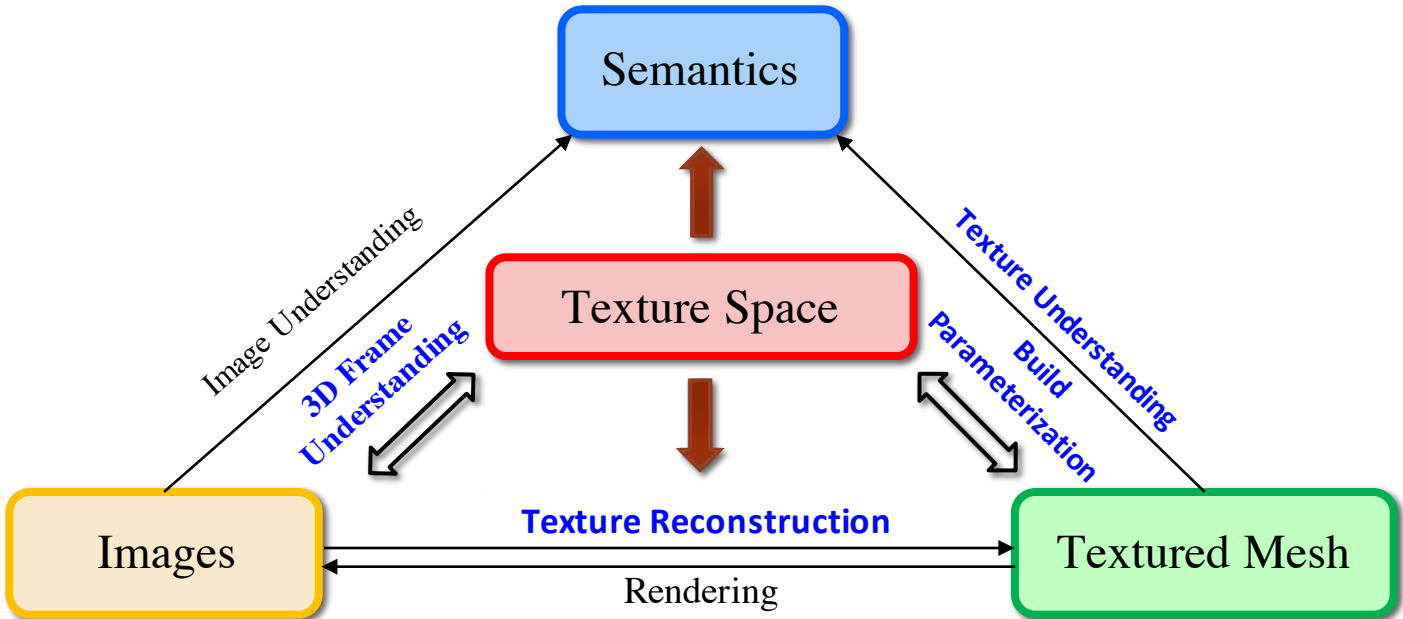 Semantics
Image Understanding
Texture Understanding
Texture Space
3D Frame
Understanding
Build
Parameterization
Texture Reconstruction
Images
Textured Mesh
Rendering